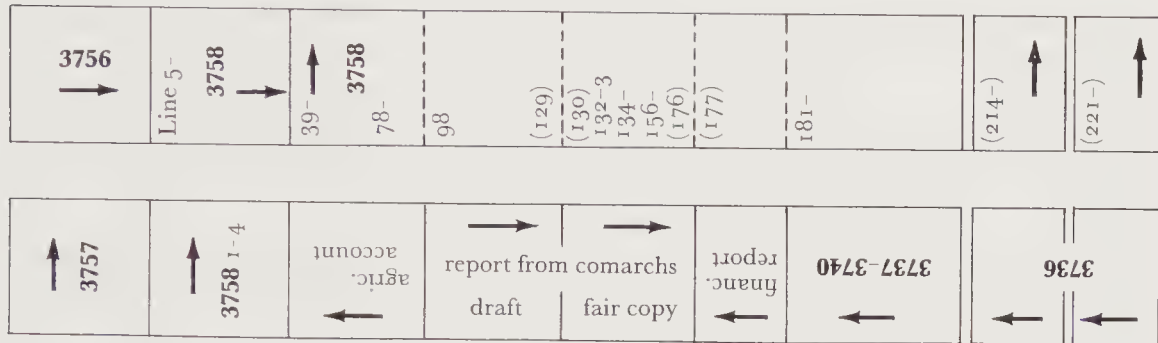 3756
Line 5-
3758
39-
3758
78-
98
(129)
(130)
132-3
134-
156-
(176)
(177)
181-
(214-)
(221-)
3757
3758 1-4
agric.
account
report from comarchs
draft
fair copy
financ.
report
3737-3740
3736